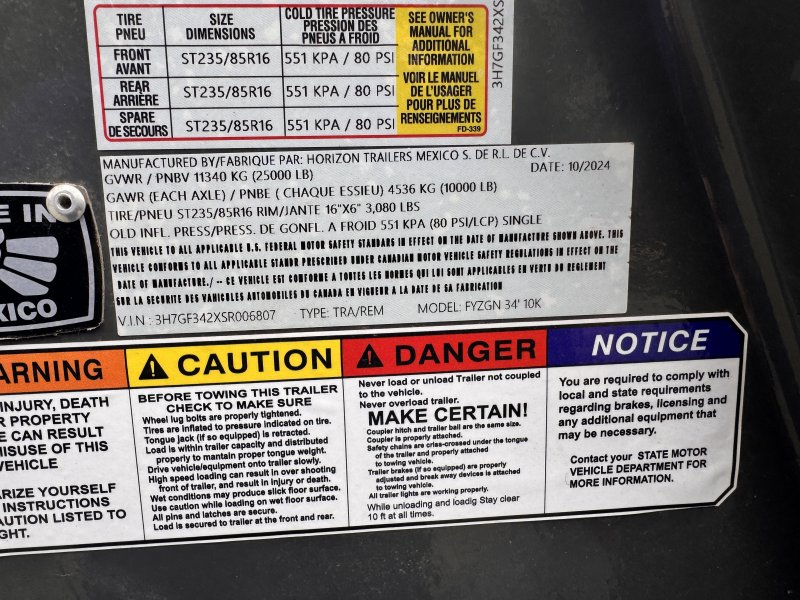 TIRE PNEU
SIZE DIMENSIONS
COLD TIRE PRESSURE PRESSION DES PNEUS A FROID
SEE OWNER'S MANUAL FOR ADDITIONAL INFORMATION
VOIR LE MANUEL DE L'USAGER POUR PLUS DE RENSEIGNEMENTS
FD-339
FRONT AVANT ST235/85R16 551 KPA / 80 PSI
REAR ARRIÈRE ST235/85R16 551 KPA / 80 PSI
SPARE DE SECOURS ST235/85R16 551 KPA / 80 PSI
3H7GF342XS
MANUFACTURED BY/FABRIQUE PAR: HORIZON TRAILERS MEXICO S. DE R.L. DE C.V.
GVWR / PNBV 11340 KG (25000 LB) DATE: 10/2024
GAWR (EACH AXLE) / PNBE ( CHAQUE ESSIEU) 4536 KG (10000 LB)
TIRE/PNEU ST235/85R16 RIM/JANTE 16"X6" 3,080 LBS
OLD INFL. PRESS/PRESS. DE GONFL. A FROID 551 KPA (80 PSI/LCP) SINGLE
THIS VEHICLE TO ALL APPLICABLE U.S. FEDERAL MOTOR SAFETY STANDARS IN EFFECT ON THE DATE OF MANUFACTURE SHOWN ABOVE. THIS
VEHICLE CONFORMS TO ALL APPLICABLE STANDAR PRESCRIBED UNDER CANADIAN MOTOR VEHICLE SAFETY REGULATIONS IN EFFECT ON THE
DATE OF MANUFACTURE./ -- CE VEHICLE EST CONFORME A TOUTES LES NORMES QUI LUI SONT APPLICABLES EN VERTU DU REGLEMENT
SUR LA SECURITE DES VAHICULES AUTOMOBILES DU CANADA EN VIGUEUR A LA DATE DE SA FABRICATION
V.I.N : 3H7GF342XSR006807 TYPE: TRA/REM MODEL: FYZGN 34' 10K
E IN
XICO
ARNING
INJURY, DEATH
R PROPERTY
E CAN RESULT
MISUSE OF THIS
VEHICLE
ARIZE YOURSELF
INSTRUCTIONS
AUTION LISTED TO
GHT.
CAUTION
BEFORE TOWING THIS TRAILER
CHECK TO MAKE SURE
Wheel lug bolts are properly tightened.
Tires are inflated to pressure indicated on tire.
Tongue jack (if so equipped) is retracted.
Load is within trailer capacity and distributed
properly to mantain proper tongue weight.
Drive vehicle/equipment onto trailer slowly.
High speed loading can result in over shooting
front of trailer, and result in injury or death.
Wet conditions may produce slick floor surface.
Use caution while loading on wet floor surface.
All pins and latches are secure.
Load is secured to trailer at the front and rear.
DANGER
Never load or unload Trailer not coupled
to the vehicle.
Never overload trailer.
MAKE CERTAIN!
Coupler hitch and trailer ball are the same size.
Coupler is properly attached.
Safety chains are criss-crossed under the tongue
of the trailer and properly attached
to towing vehicle.
Trailer brakes (if so equipped) are properly
adjusted and break away devices is attached
to towing vehicle.
All trailer lights are working properly.
While unloading and loadig Stay clear
10 ft at all times.
NOTICE
You are required to comply with
local and state requirements
regarding brakes, licensing and
any additional equipment that
may be necessary.
Contact your STATE MOTOR
VEHICLE DEPARTMENT FOR
MORE INFORMATION.